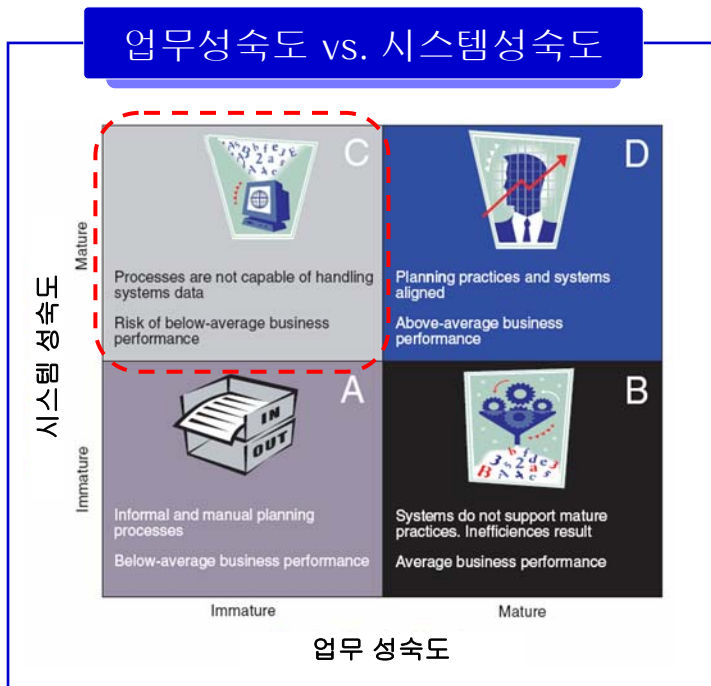 업무성숙도 vs. 시스템성숙도
C
Processes are not capable of handling
systems data
Risk of below-average business
performance
D
Planning practices and systems
aligned
Above-average business
performance
Mature
시스템 성숙도
Immature
IN
OUT
A
Informal and manual planning
processes
Below-average business performance
B
Systems do not support mature
practices. Inefficiences result
Average business performance
Immature
Mature
업무 성숙도